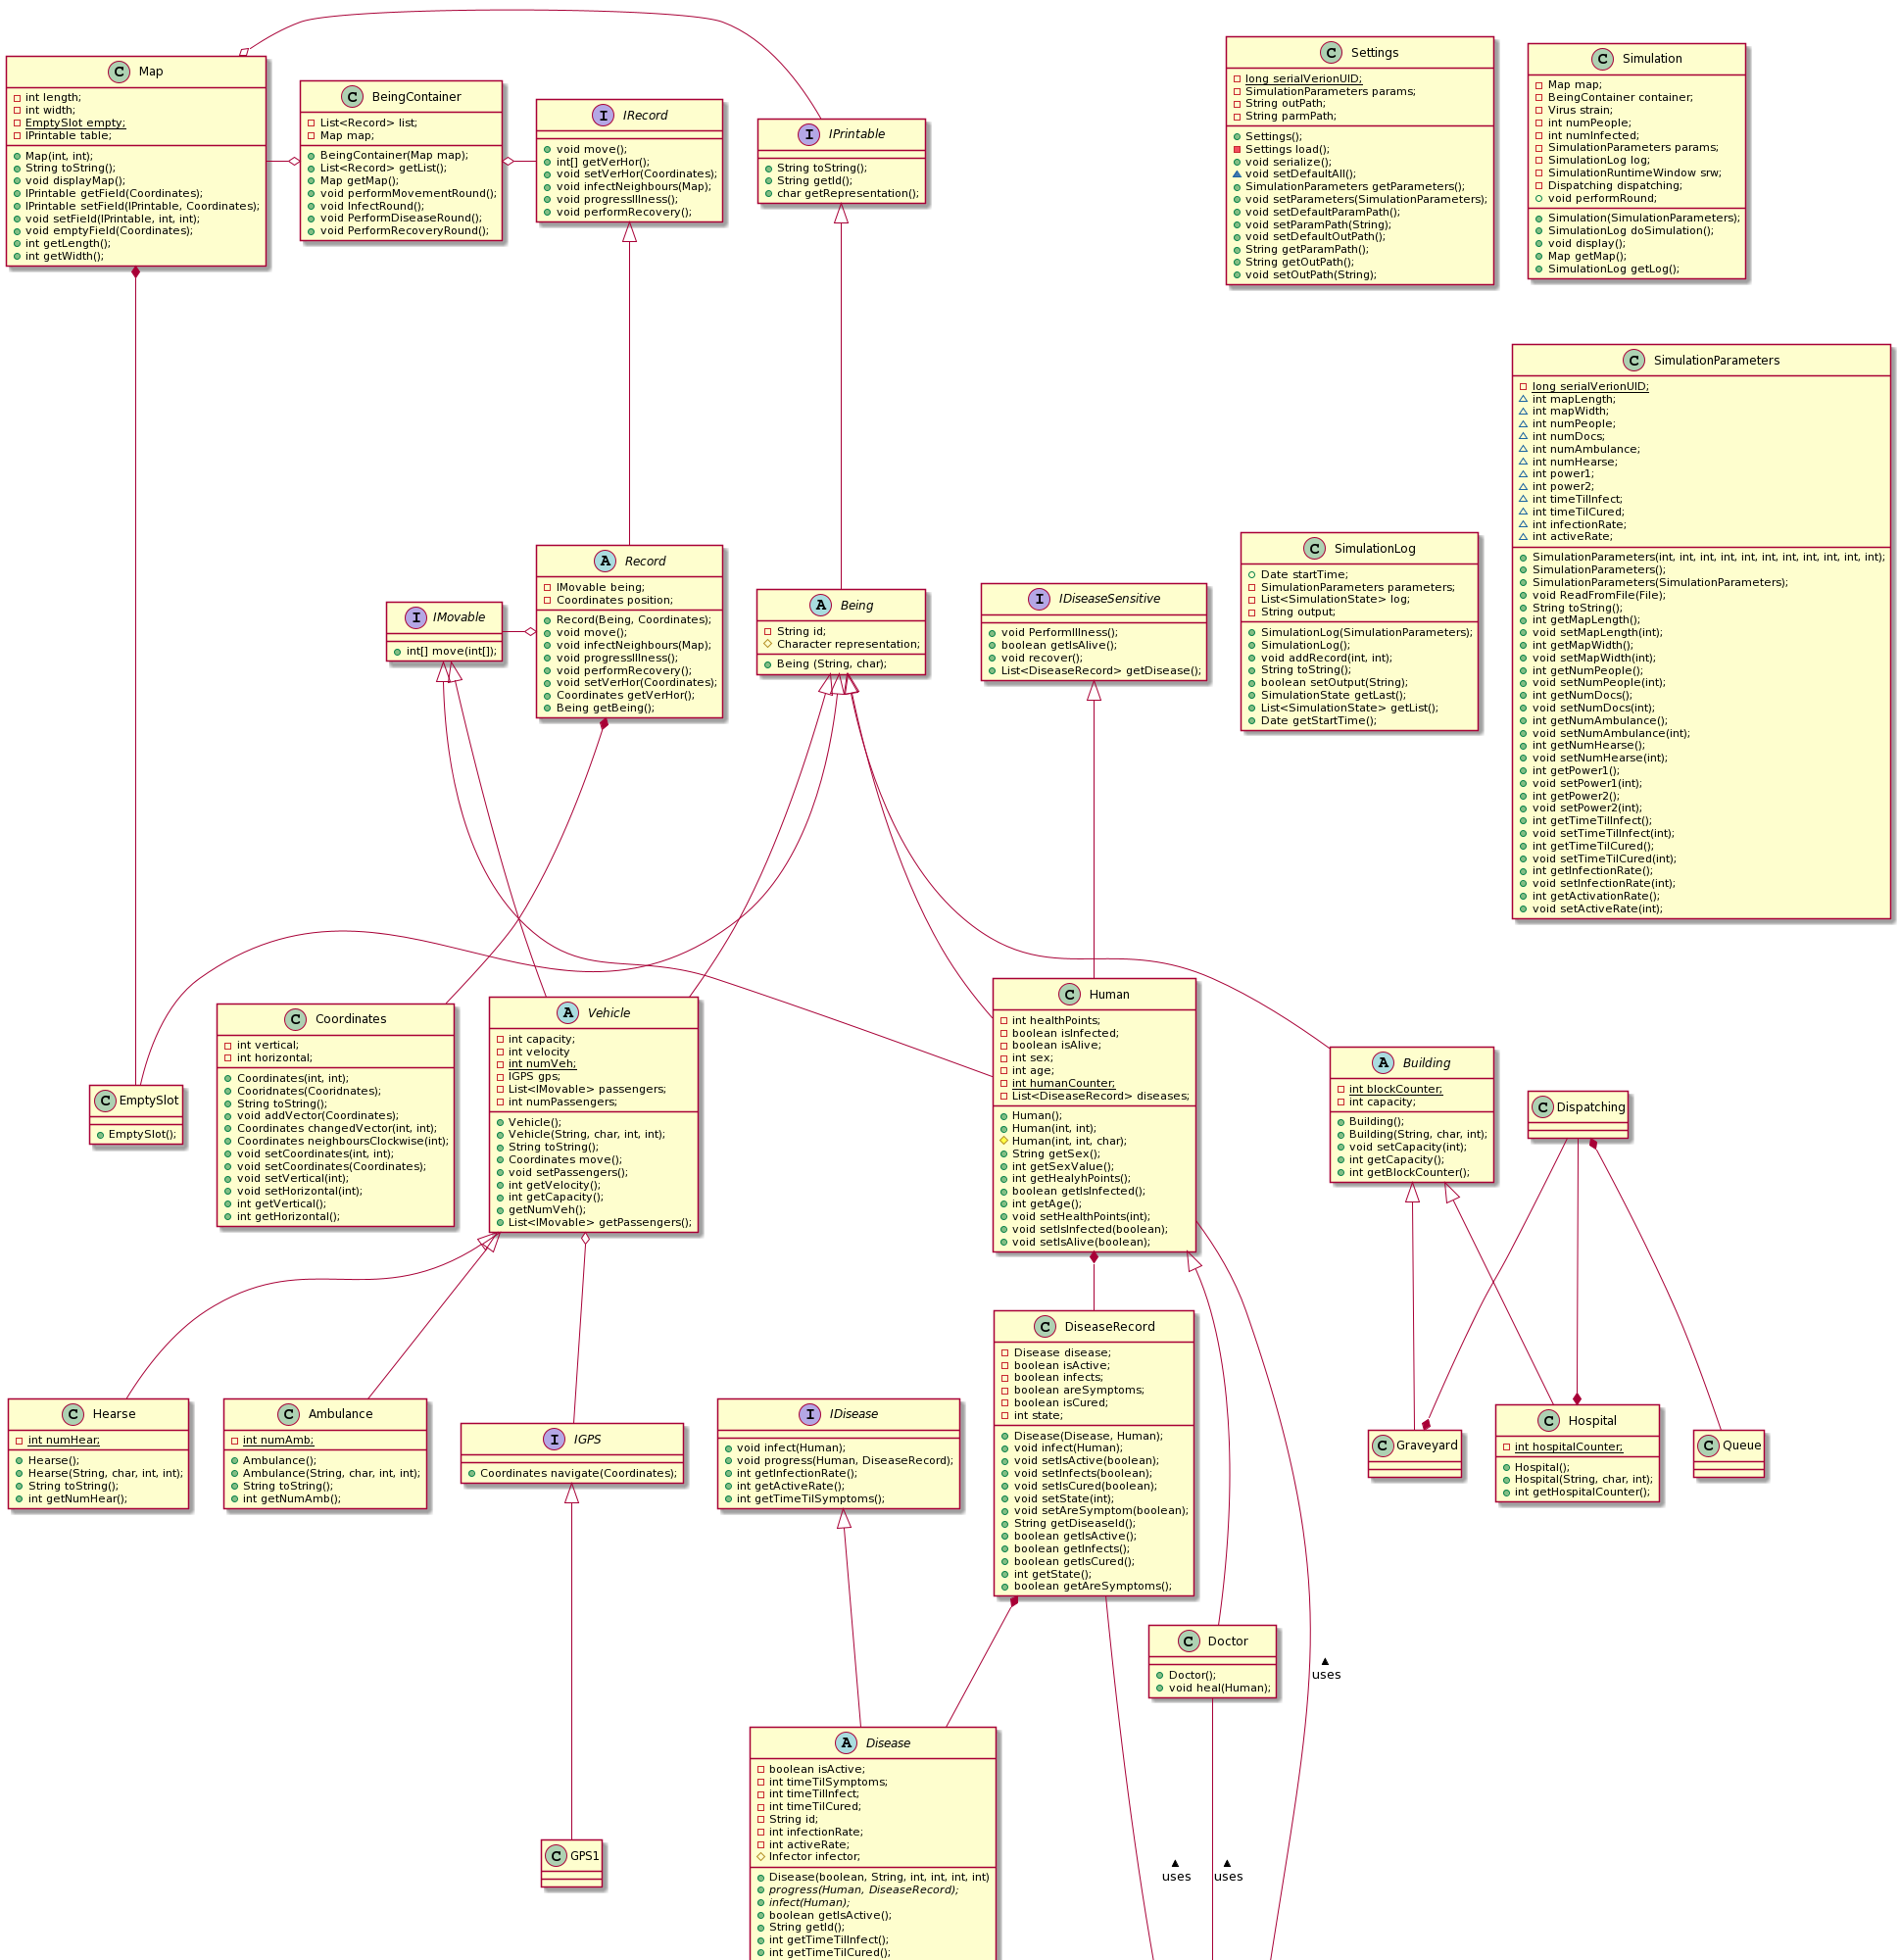 C Map
int length;
int width;
EmptySlot empty;
IPrintable table;
Map(int, int);
String toString();
void displayMap();
IPrintable getField(Coordinates);
IPrintable setField(IPrintable, Coordinates);
void setField(IPrintable, int, int);
void emptyField(Coordinates);
int getLength();
int getWidth();
C BeingContainer
List<Record> list;
Map map;
BeingContainer(Map map);
List<Record> getList();
Map getMap();
void performMovementRound();
void InfectRound();
void PerformDiseaseRound();
void PerformRecoveryRound();
I IRecord
void move();
int[] getVerHor();
void setVerHor(Coordinates);
void infectNeighbours(Map);
void progressIllness();
void performRecovery();
I IPrintable
String toString();
String getId();
char getRepresentation();
C Settings
long serialVerionUID;
SimulationParameters params;
String outPath;
String parmPath;
Settings();
Settings load();
void serialize();
void setDefaultAll();
SimulationParameters getParameters();
void setParameters(SimulationParameters);
void setDefaultParamPath();
void setParamPath(String);
void setDefaultOutPath();
String getParamPath();
String getOutPath();
void setOutPath(String);
C Simulation
Map map;
BeingContainer container;
Virus strain;
int numPeople;
int numInfected;
SimulationParameters params;
SimulationLog log;
SimulationRuntimeWindow srw;
Dispatching dispatching;
void performRound;
Simulation(SimulationParameters);
SimulationLog doSimulation();
void display();
Map getMap();
SimulationLog getLog();
C SimulationParameters
long serialVerionUID;
int mapLength;
int mapWidth;
int numPeople;
int numDocs;
int numAmbulance;
int numHearse;
int power1;
int power2;
int timeTilInfect;
int timeTilCured;
int infectionRate;
int activeRate;
SimulationParameters(int, int, int, int, int, int, int, int, int, int, int);
SimulationParameters();
SimulationParameters(SimulationParameters);
void ReadFromFile(File);
String toString();
int getMapLength();
void setMapLength(int);
int getMapWidth();
void setMapWidth(int);
int getNumPeople();
void setNumPeople(int);
int getNumDocs();
void setNumDocs(int);
int getNumAmbulance();
void setNumAmbulance(int);
int getNumHearse();
void setNumHearse(int);
int getPower1();
void setPower1(int);
int getPower2();
void setPower2(int);
int getTimeTilInfect();
void setTimeTilInfect(int);
int getTimeTilCured();
void setTimeTilCured(int);
int getInfectionRate();
void setInfectionRate(int);
int getActivationRate();
void setActiveRate(int);
I IMovable
int[] move(int[]);
A Record
IMovable being;
Coordinates position;
Record(Being, Coordinates);
void move();
void infectNeighbours(Map);
void progressIllness();
void performRecovery();
void setVerHor(Coordinates);
Coordinates getVerHor();
Being getBeing();
A Being
String id;
Character representation;
Being (String, char);
I IDiseaseSensitive
void PerformIllness();
boolean getIsAlive();
void recover();
List<DiseaseRecord> getDisease();
C SimulationLog
Date startTime;
SimulationParameters parameters;
List<SimulationState> log;
String output;
SimulationLog(SimulationParameters);
SimulationLog();
void addRecord(int, int);
String toString();
boolean setOutput(String);
SimulationState getLast();
List<SimulationState> getList();
Date getStartTime();
C EmptySlot
EmptySlot();
C Coordinates
int vertical;
int horizontal;
Coordinates(int, int);
Cooridnates(Cooridnates);
String toString();
void addVector(Coordinates);
Coordinates changedVector(int, int);
Coordinates neighboursClockwise(int);
void setCoordinates(int, int);
void setCoordinates(Coordinates);
void setVertical(int);
void setHorizontal(int);
int getVertical();
int getHorizontal();
A Vehicle
int capacity;
int velocity
int numVeh;
IGPS gps;
List<IMovable> passengers;
int numPassengers;
Vehicle();
Vehicle(String, char, int, int);
String toString();
Coordinates move();
void setPassengers();
int getVelocity();
int getCapacity();
getNumVeh();
List<IMovable> getPassengers();
C Human
int healthPoints;
boolean isInfected;
boolean isAlive;
int sex;
int age;
int humanCounter;
List<DiseaseRecord> diseases;
Human();
Human(int, int);
Human(int, int, char);
String getSex();
int getSexValue();
int getHealyhPoints();
boolean getIsInfected();
int getAge();
void setHealthPoints(int);
void setIsInfected(boolean);
void setIsAlive(boolean);
A Building
int blockCounter;
int capacity;
Building();
Building(String, char, int);
void setCapacity(int);
int getCapacity();
int getBlockCounter();
C Dispatching
C Hearse
int numHear;
Hearse();
Hearse(String, char, int, int);
String toString();
int getNumHear();
C Ambulance
int numAmb;
Ambulance();
Ambulance(String, char, int, int);
String toString();
int getNumAmb();
I IGPS
Coordinates navigate(Coordinates);
I IDisease
void infect(Human);
void progress(Human, DiseaseRecord);
int getInfectionRate();
int getActiveRate();
int getTimeTilSymptoms();
C DiseaseRecord
Disease disease;
boolean isActive;
boolean infects;
boolean areSymptoms;
boolean isCured;
int state;
Disease(Disease, Human);
void infect(Human);
void setIsActive(boolean);
void setInfects(boolean);
void setIsCured(boolean);
void setState(int);
void setAreSymptom(boolean);
String getDiseaseId();
boolean getIsActive();
boolean getInfects();
boolean getIsCured();
int getState();
boolean getAreSymptoms();
C Graveyard
C Hospital
int hospitalCounter;
Hospital();
Hospital(String, char, int);
int getHospitalCounter();
C Queue
C Doctor
Doctor();
void heal(Human);
uses
C GPS1
A Disease
boolean isActive;
int timeTilSymptoms;
int timeTilInfect;
int timeTilCured;
String id;
int infectionRate;
int activeRate;
Infector infector;
Disease(boolean, String, int, int, int, int)
progress(Human, DiseaseRecord);
infect(Human);
boolean getIsActive();
String getId();
int getTimeTilInfect();
int getTimeTilCured();
uses
uses